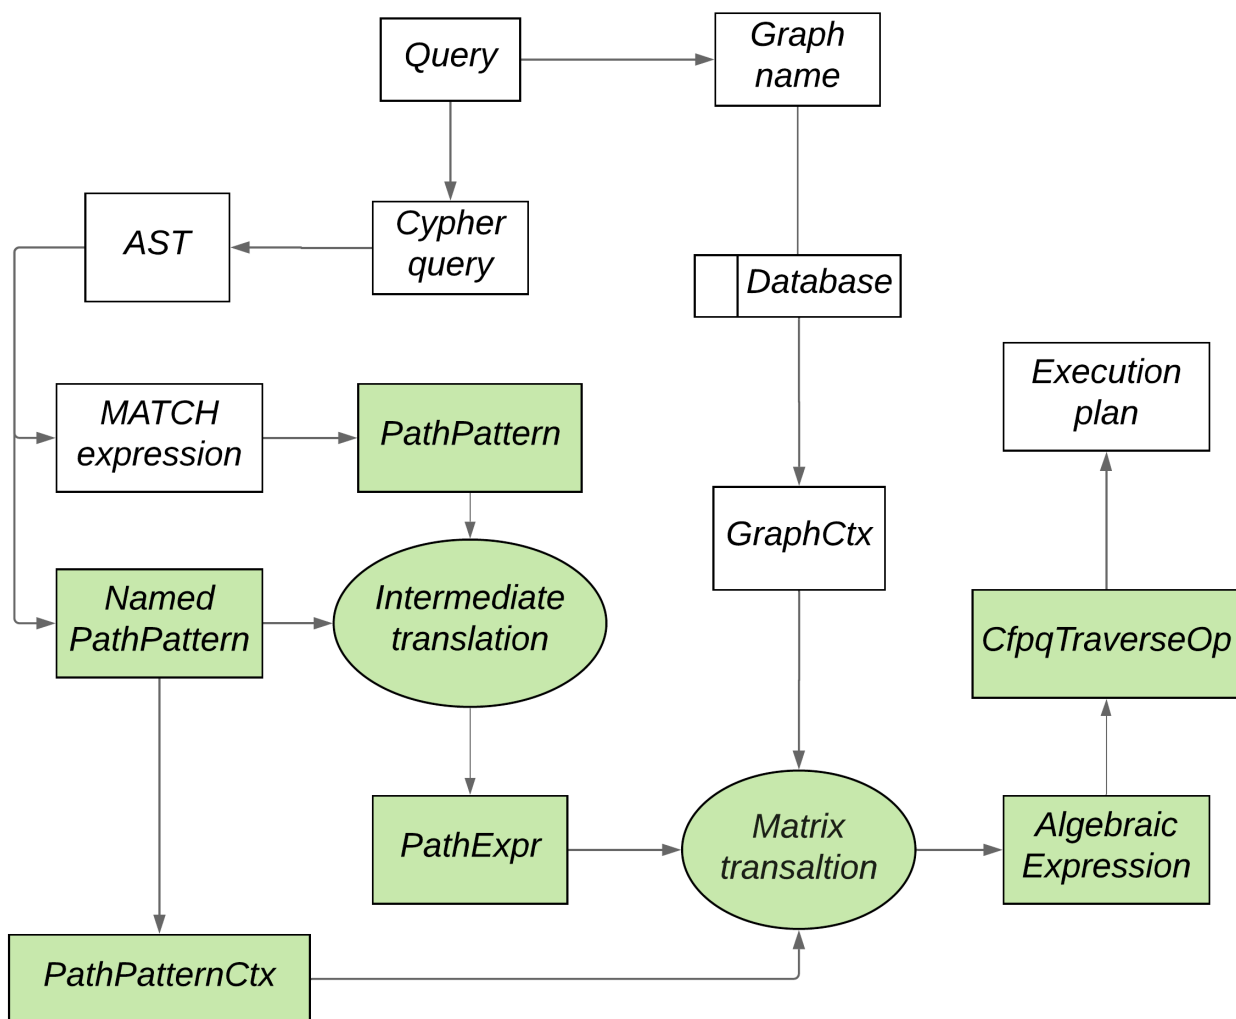 Query
Graph
name
AST
Cypher
query
Database
Execution
plan
MATCH
expression
PathPattern
GraphCtx
Named
PathPattern
Intermediate
translation
CfpqTraverseOp
PathExpr
Matrix
transaltion
Algebraic
Expression
PathPatternCtx